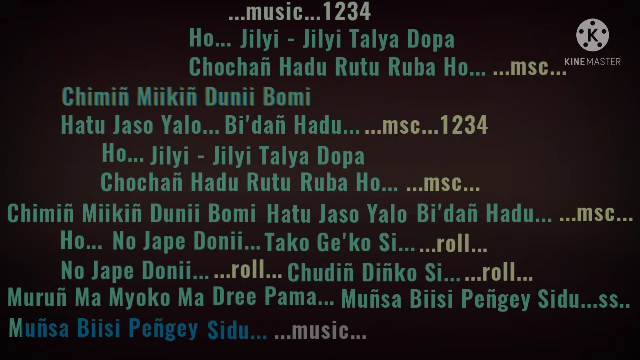 ...music...1234
Ho... Jilyi - Jilyi Talya Dopa
K
KINEMASTER
Chochañ Hadu Rutu Ruba Ho... ...msc...
Chimiñ Miikiñ Dunii Bomi
Hatu Jaso Yalo... Bi'dañ Hadu... ...msc...1234
Ho... Jilyi - Jilyi Talya Dopa
Chochañ Hadu Rutu Ruba Ho... ...msc...
Chimiñ Miikiñ Dunii Bomi Hatu Jaso Yalo Bi'dañ Hadu... ...msc...
Ho... No Jape Donii... Tako Ge'ko Si... ...roll...
No Jape Donii... ...roll... Chudiñ Diñko Si... ...roll...
Muruñ Ma Myoko Ma Dree Pama... Muñsa Biisi Peñgey Sidu...ss..
Muñsa Biisi Peñgey Sidu... ...music...